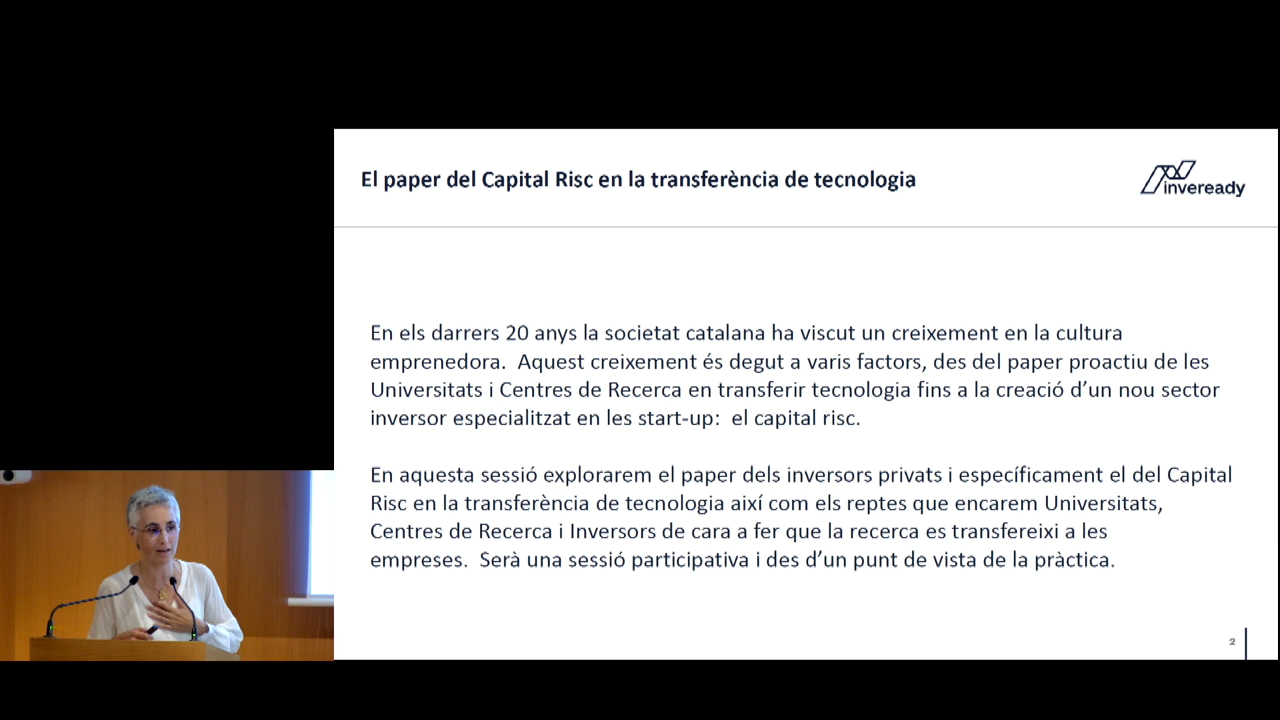 El paper del Capital Risc en la transferència de tecnologia
inveready
En els darrers 20 anys la societat catalana ha viscut un creixement en la cultura
emprenedora.  Aquest creixement és degut a varis factors, des del paper proactiu de les
Universitats i Centres de Recerca en transferir tecnologia fins a la creació d’un nou sector
inversor especialitzat en les start-up:  el capital risc.
En aquesta sessió explorarem el paper dels inversors privats i específicament el del Capital
Risc en la transferència de tecnologia així com els reptes que encarem Universitats,
Centres de Recerca i Inversors de cara a fer que la recerca es transfereixi a les
empreses.  Serà una sessió participativa i des d’un punt de vista de la pràctica.
2